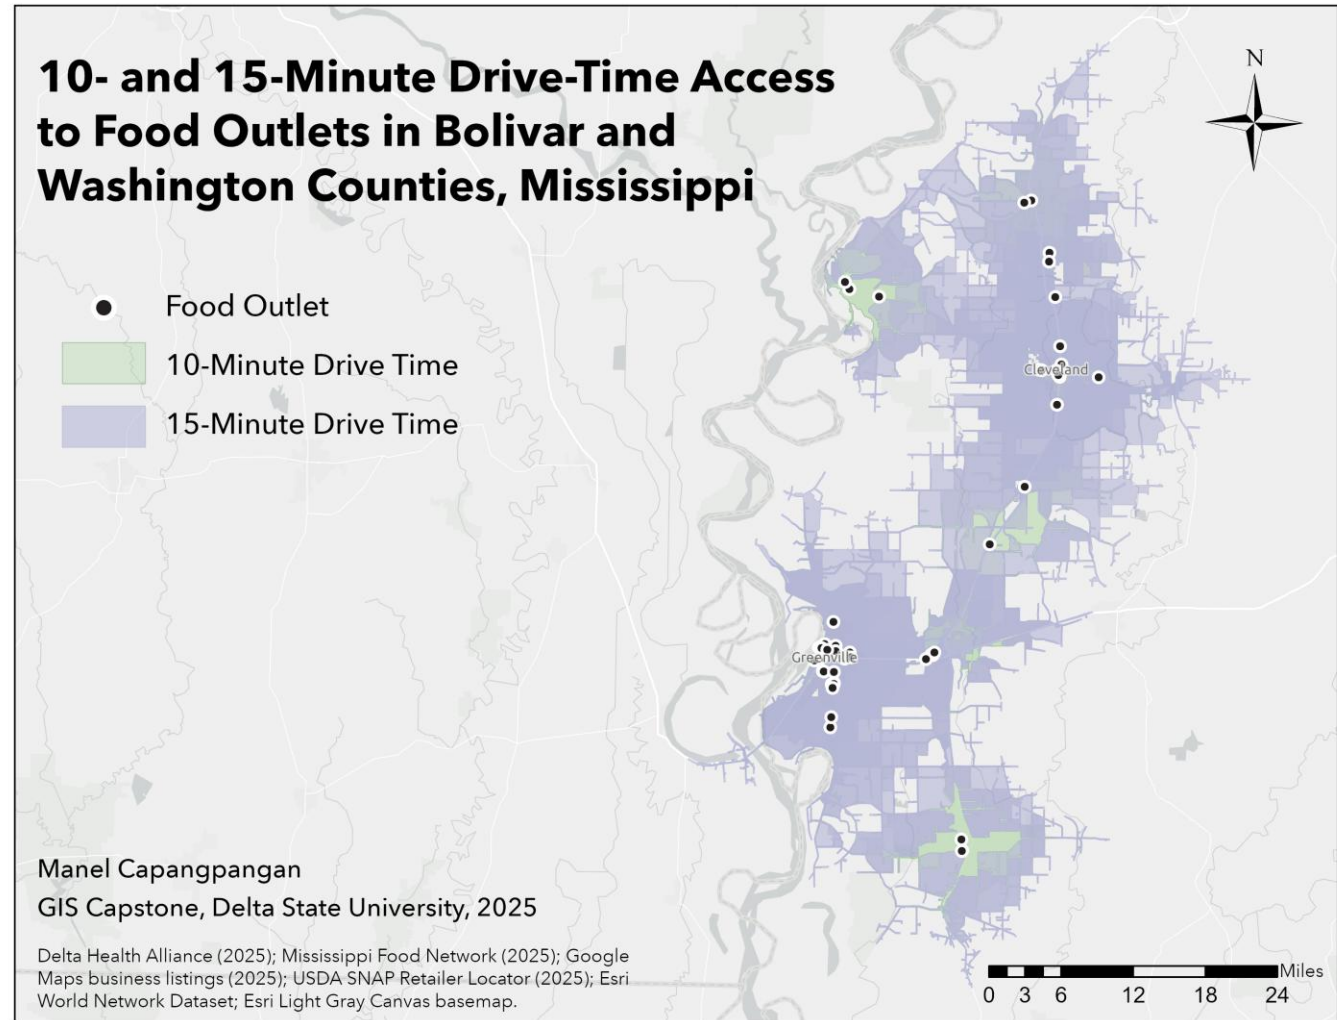 10- and 15-Minute Drive-Time Access
to Food Outlets in Bolivar and
Washington Counties, Mississippi
N
Food Outlet
10-Minute Drive Time
15-Minute Drive Time
Cleveland
Greenville
Manel Capangpangan
GIS Capstone, Delta State University, 2025
Delta Health Alliance (2025); Mississippi Food Network (2025); Google
Maps business listings (2025); USDA SNAP Retailer Locator (2025); Esri
World Network Dataset; Esri Light Gray Canvas basemap.
Miles
0 3 6 12 18 24